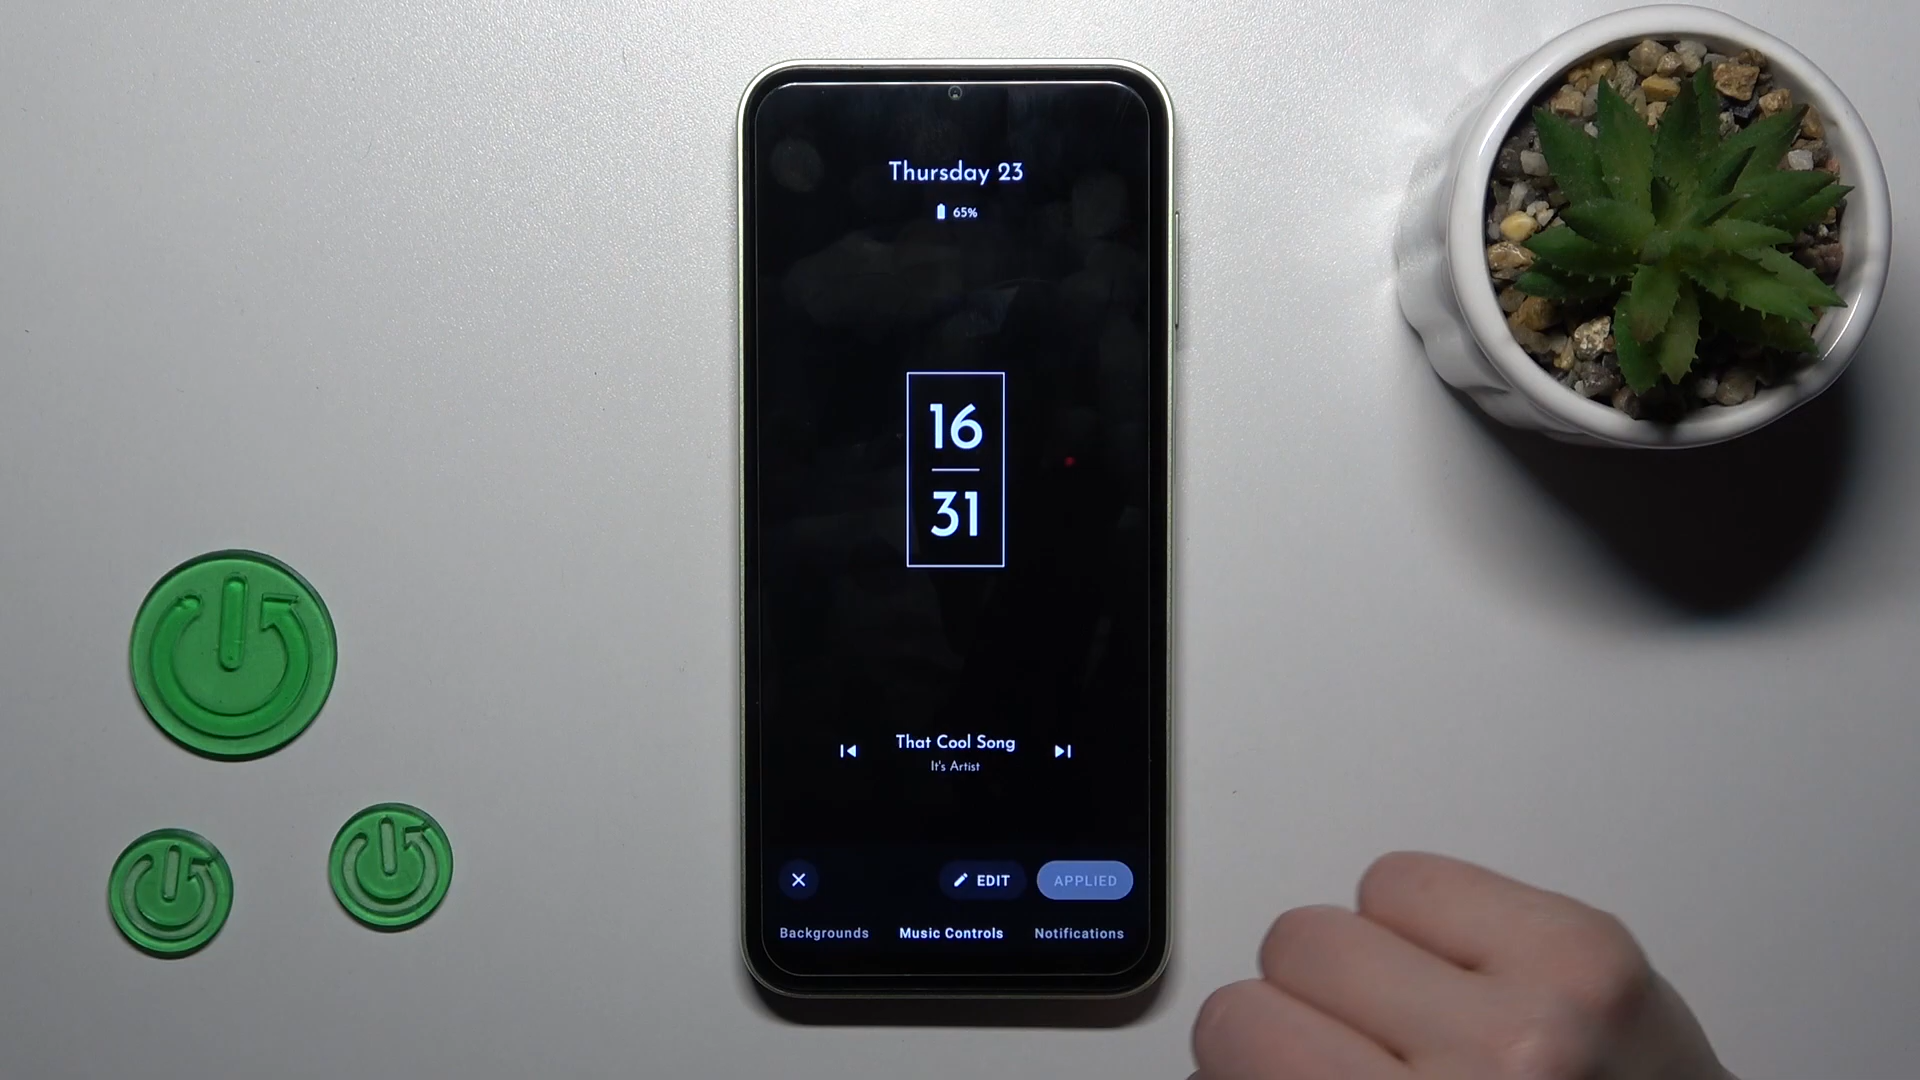 Thursday 23
65%
16
31
That Cool Song
It's Artist
EDIT
APPLIED
Backgrounds
Music Controls
Notifications